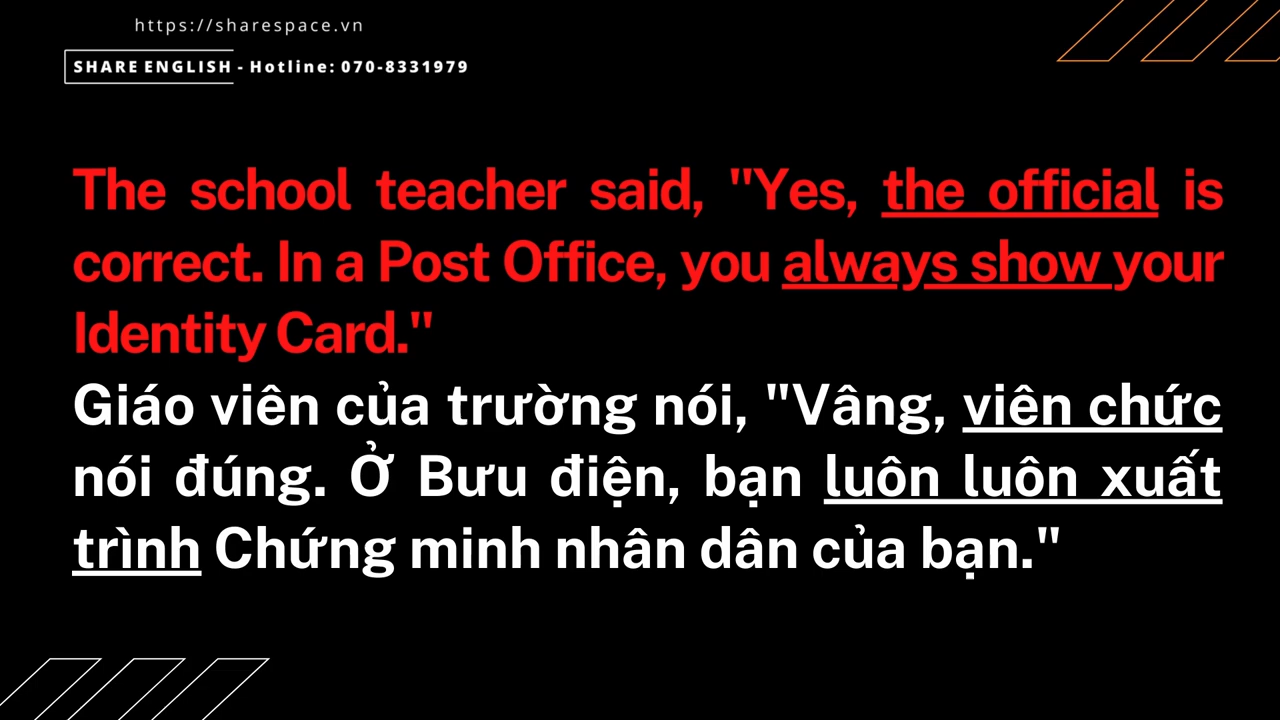 https://sharespace.vn
SHARE ENGLISH - Hotline: 070-8331979
The school teacher said, "Yes, the official is
correct. In a Post Office, you always show your
Identity Card."
Giáo viên của trường nói, "Vâng, viên chức
nói đúng. Ở Bưu điện, bạn luôn luôn xuất
trình Chứng minh nhân dân của bạn."